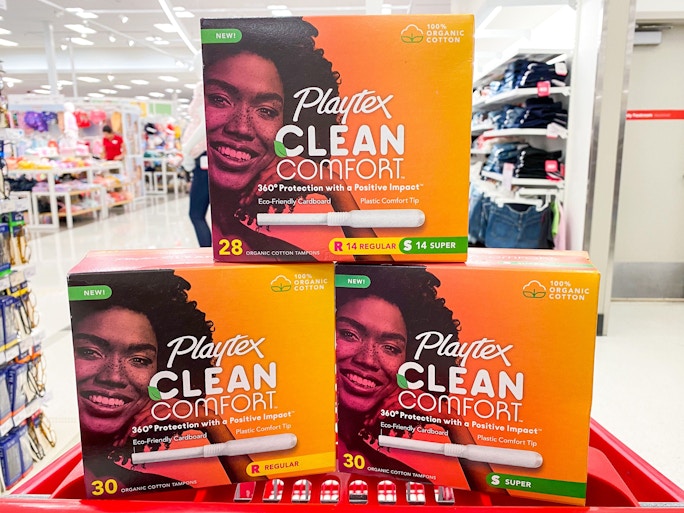 NEW!
100%
ORGANIC
COTTON
Playtex
CLEAN
COMFORT™
360° Protection with a Positive Impact™
Eco-Friendly Cardboard Plastic Comfort Tip
28 ORGANIC COTTON TAMPONS R 14 REGULAR S 14 SUPER
NEW!
100%
ORGANIC
COTTON
Playtex
CLEAN
COMFORT™
360° Protection with a Positive Impact™
Eco-Friendly Cardboard Plastic Comfort Tip
30 ORGANIC COTTON TAMPONS R REGULAR
NEW!
100%
ORGANIC
COTTON
Playtex
CLEAN
COMFORT™
360° Protection with a Positive Impact™
Eco-Friendly Cardboard Plastic Comfort Tip
30 ORGANIC COTTON TAMPONS S SUPER